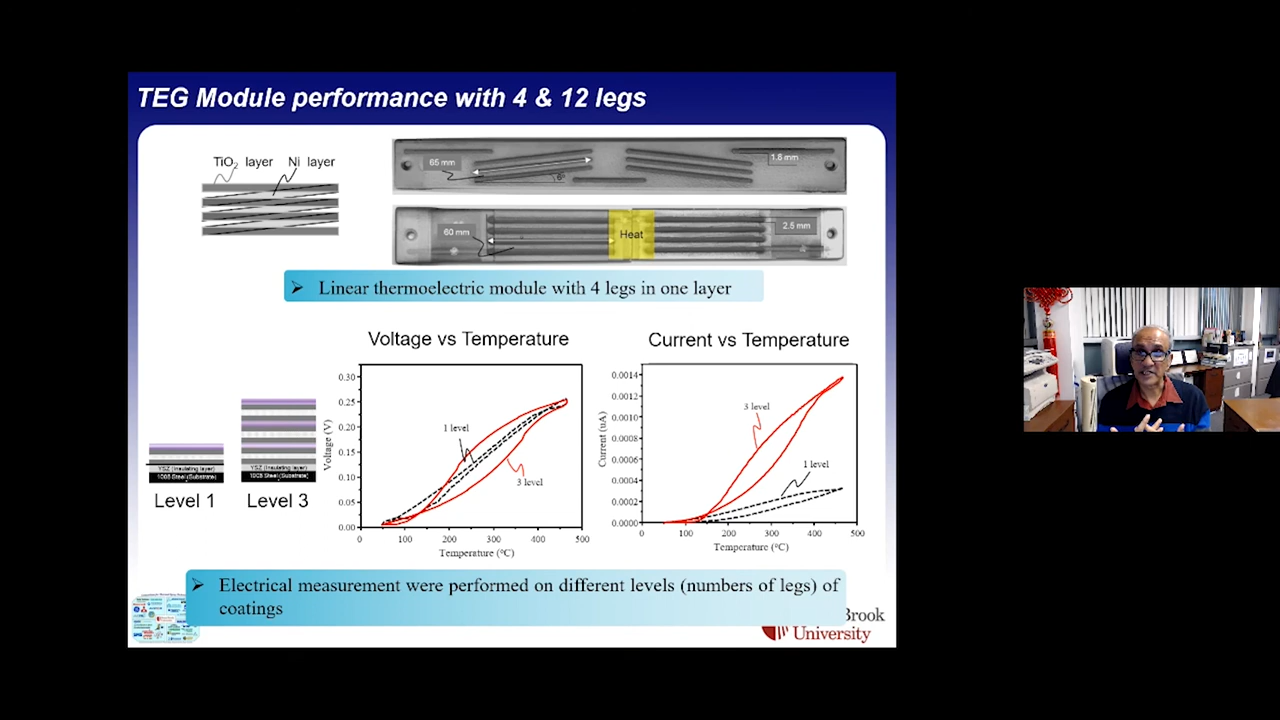 TEG Module performance with 4 & 12 legs
TiO2 layer Ni layer
65 mm
6°
1.8 mm
60 mm
Heat
2.5 mm
➢ Linear thermoelectric module with 4 legs in one layer
Voltage vs Temperature
Current vs Temperature
YSZ (Insulating layer)
1008 Steel (Substrate)
Level 1
YSZ (Insulating layer)
1008 Steel (Substrate)
Level 3
Voltage (V)
0.30
0.25
0.20
0.15
0.10
0.05
0.00
1 level
3 level
0 100 200 300 400 500
Temperature (°C)
Current (uA)
0.0014
0.0012
0.0010
0.0008
0.0006
0.0004
0.0002
0.0000
3 level
1 level
0 100 200 300 400 500
Temperature (°C)
➢ Electrical measurement were performed on different levels (numbers of legs) of
coatings
Brook
University